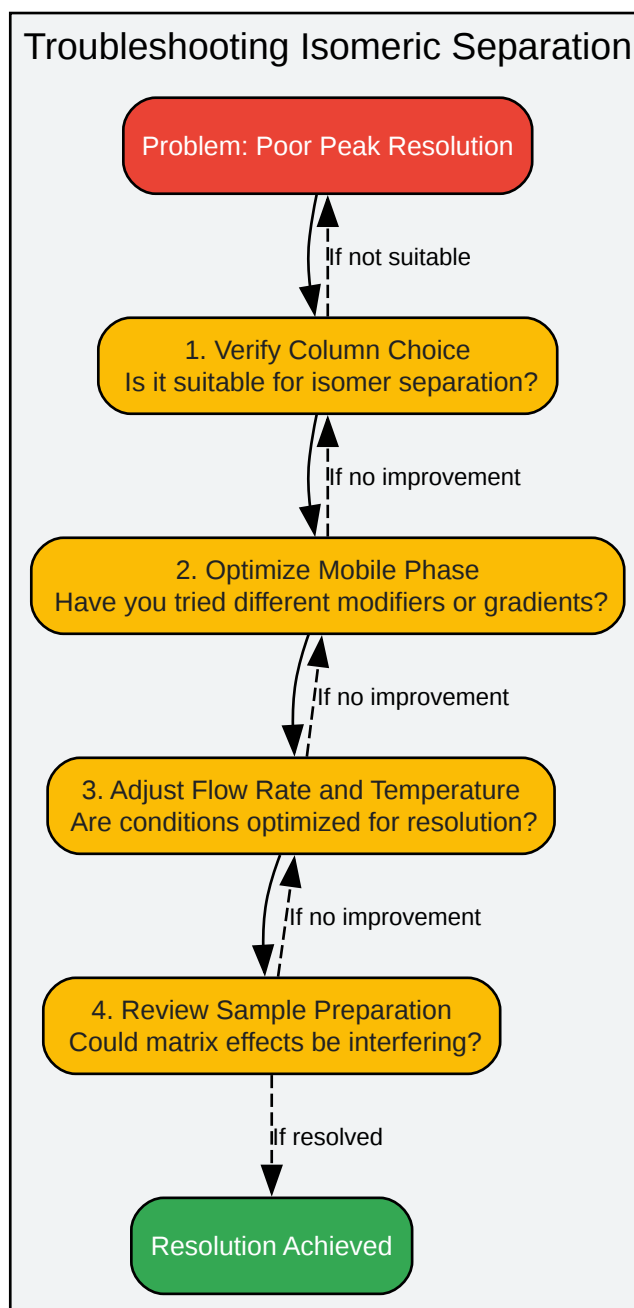 Troubleshooting Isomeric Separation
Problem: Poor Peak Resolution
If not suitable
1. Verify Column Choice
Is it suitable for isomer separation?
If no improvement
2. Optimize Mobile Phase
Have you tried different modifiers or gradients?
If no improvement
3. Adjust Flow Rate and Temperature
Are conditions optimized for resolution?
If no improvement
4. Review Sample Preparation
Could matrix effects be interfering?
If resolved
Resolution Achieved